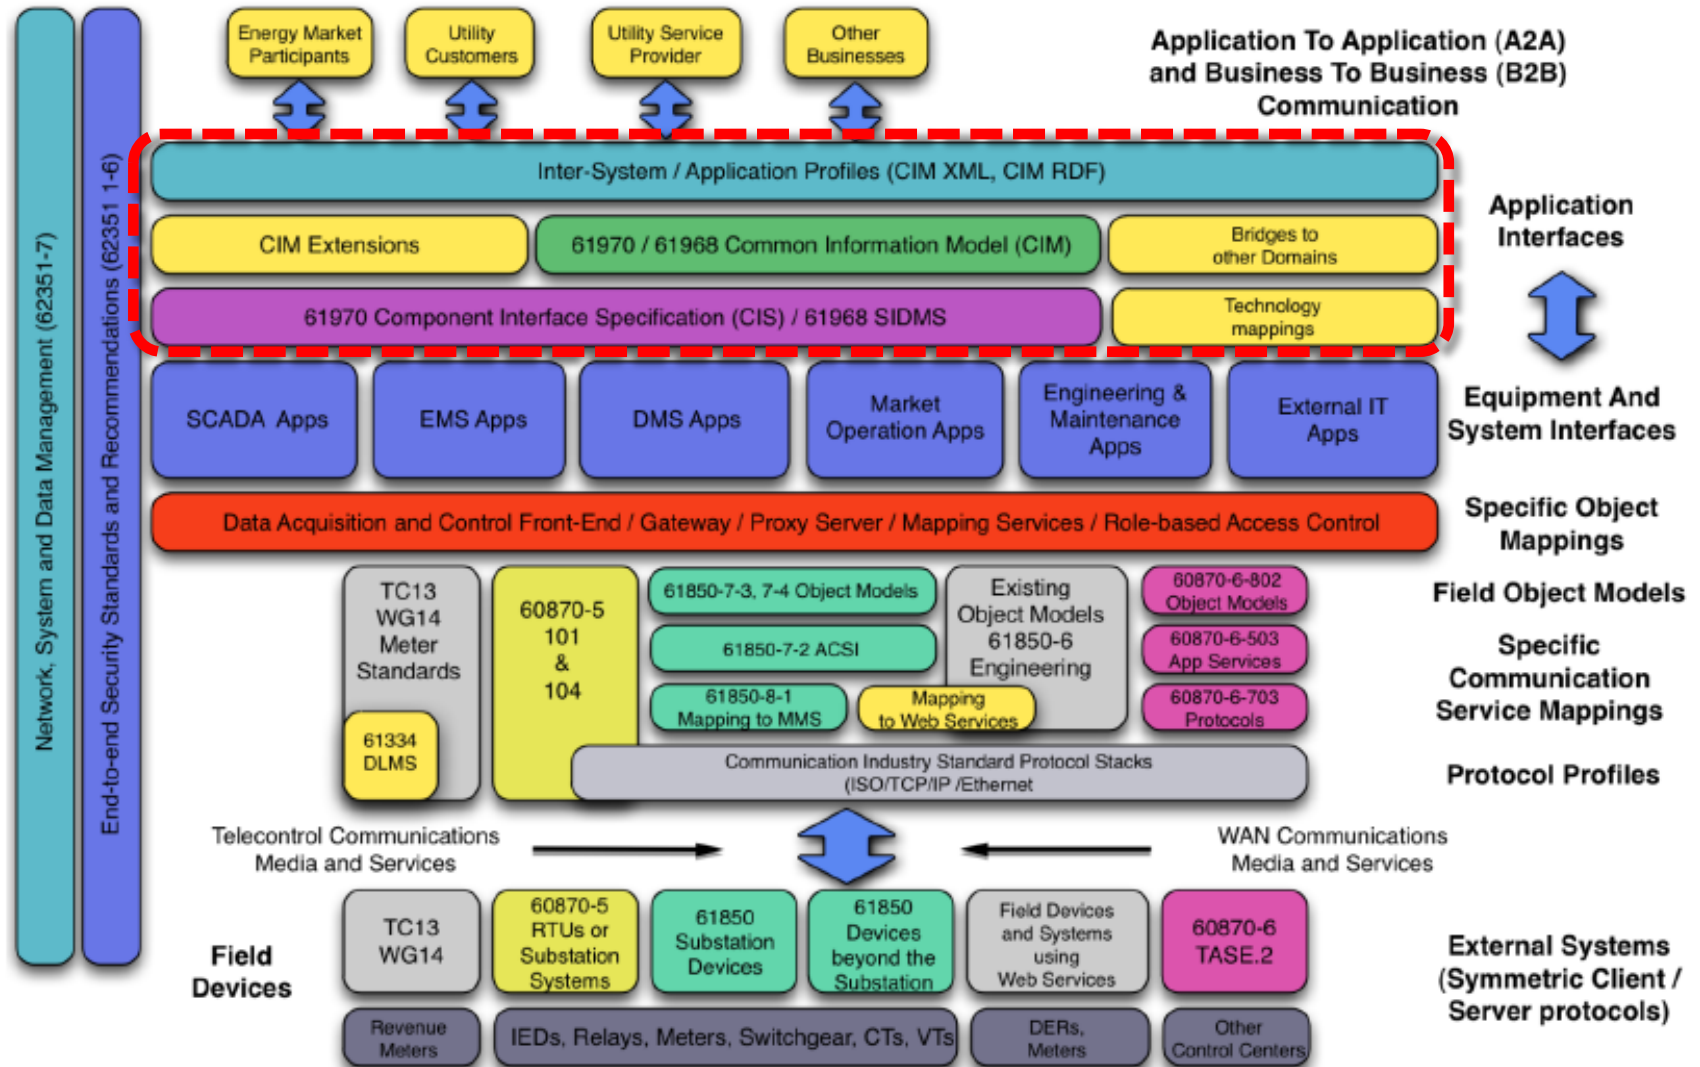 Energy Market
Participants
Utility
Customers
Utility Service
Provider
Other
Businesses
Application To Application (A2A)
and Business To Business (B2B)
Communication
Network, System and Data Management (62351-7)
End-to-end Security Standards and Recommendations (62351 1-6)
Inter-System / Application Profiles (CIM XML, CIM RDF)
CIM Extensions
61970 / 61968 Common Information Model (CIM)
Bridges to
other Domains
Application
Interfaces
61970 Component Interface Specification (CIS) / 61968 SIDMS
Technology
mappings
SCADA Apps
EMS Apps
DMS Apps
Market
Operation Apps
Engineering &
Maintenance
Apps
External IT
Apps
Equipment And
System Interfaces
Data Acquisition and Control Front-End / Gateway / Proxy Server / Mapping Services / Role-based Access Control
Specific Object
Mappings
TC13
WG14
Meter
Standards
61334
DLMS
60870-5
101
&
104
61850-7-3, 7-4 Object Models
61850-7-2 ACSI
61850-8-1
Mapping to MMS
Mapping
to Web Services
Existing
Object Models
61850-6
Engineering
60870-6-802
Object Models
60870-6-503
App Services
60870-6-703
Protocols
Field Object Models
Specific
Communication
Service Mappings
Communication Industry Standard Protocol Stacks
(ISO/TCP/IP /Ethernet
Protocol Profiles
Telecontrol Communications
Media and Services
WAN Communications
Media and Services
Field
Devices
TC13
WG14
60870-5
RTUs or
Substation
Systems
61850
Substation
Devices
61850
Devices
beyond the
Substation
Field Devices
and Systems
using
Web Services
60870-6
TASE.2
External Systems
(Symmetric Client /
Server protocols)
Revenue
Meters
IEDs, Relays, Meters, Switchgear, CTs, VTs
DERs,
Meters
Other
Control Centers